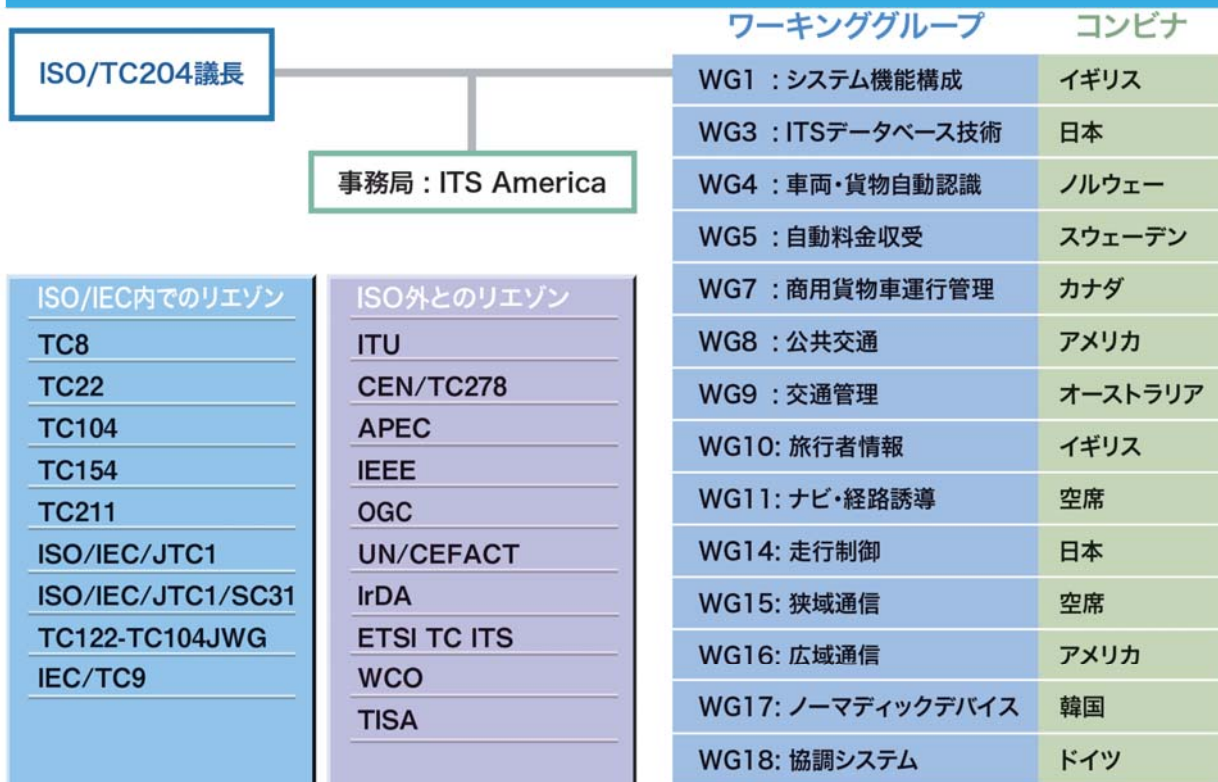 ISO/TC204議長
事務局：ITS America
ISO/IEC内でのリエゾン
TC8
TC22
TC104
TC154
TC211
ISO/IEC/JTC1
ISO/IEC/JTC1/SC31
TC122-TC104JWG
IEC/TC9
ISO外とのリエゾン
ITU
CEN/TC278
APEC
IEEE
OGC
UN/CEFACT
IrDA
ETSI TC ITS
WCO
TISA
ワーキンググループ コンビナ
WG1 ：システム機能構成 イギリス
WG3 ：ITSデータベース技術 日本
WG4 ：車両・貨物自動認識 ノルウェー
WG5 ：自動料金収受 スウェーデン
WG7 ：商用貨物車運行管理 カナダ
WG8 ：公共交通 アメリカ
WG9 ：交通管理 オーストラリア
WG10: 旅行者情報 イギリス
WG11: ナビ・経路誘導 空席
WG14: 走行制御 日本
WG15: 狭域通信 空席
WG16: 広域通信 アメリカ
WG17: ノーマディックデバイス 韓国
WG18: 協調システム ドイツ